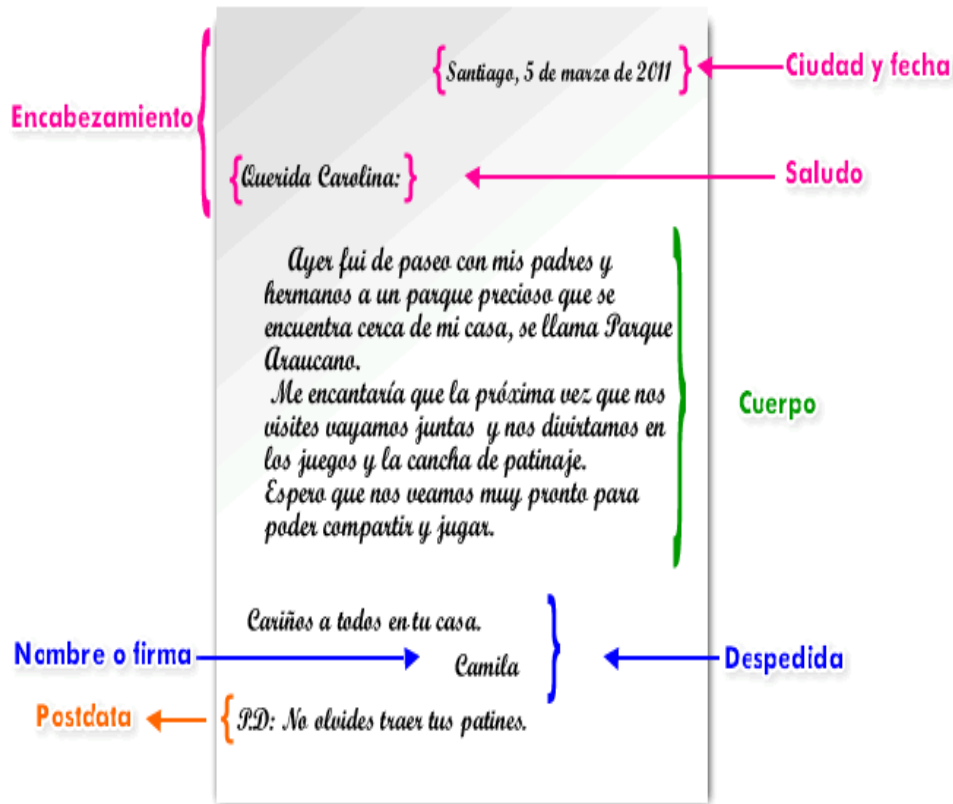 Santiago, 5 de marzo de 2011
Ciudad y fecha
Encabezamiento
Querida Carolina:
Saludo
Ayer fui de paseo con mis padres y
hermanos a un parque precioso que se
encuentra cerca de mi casa, se llama Parque
Araucano.
Me encantaría que la próxima vez que nos
visites vayamos juntas y nos divirtamos en
los juegos y la cancha de patinaje.
Espero que nos veamos muy pronto para
poder compartir y jugar.
Cuerpo
Cariños a todos en tu casa.
Nombre o firma
Camila
Despedida
Postdata
P.D: No olvides traer tus patines.